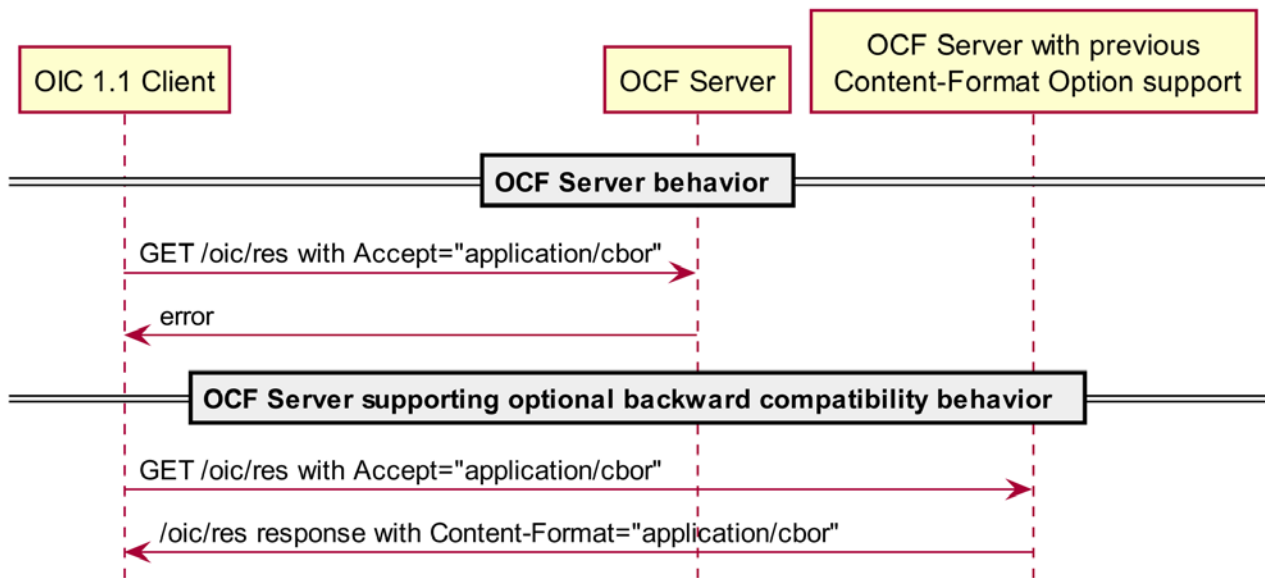 OIC 1.1 Client
OCF Server
OCF Server with previous
Content-Format Option support
OCF Server behavior
GET /oic/res with Accept="application/cbor"
error
OCF Server supporting optional backward compatibility behavior
GET /oic/res with Accept="application/cbor"
/oic/res response with Content-Format="application/cbor"